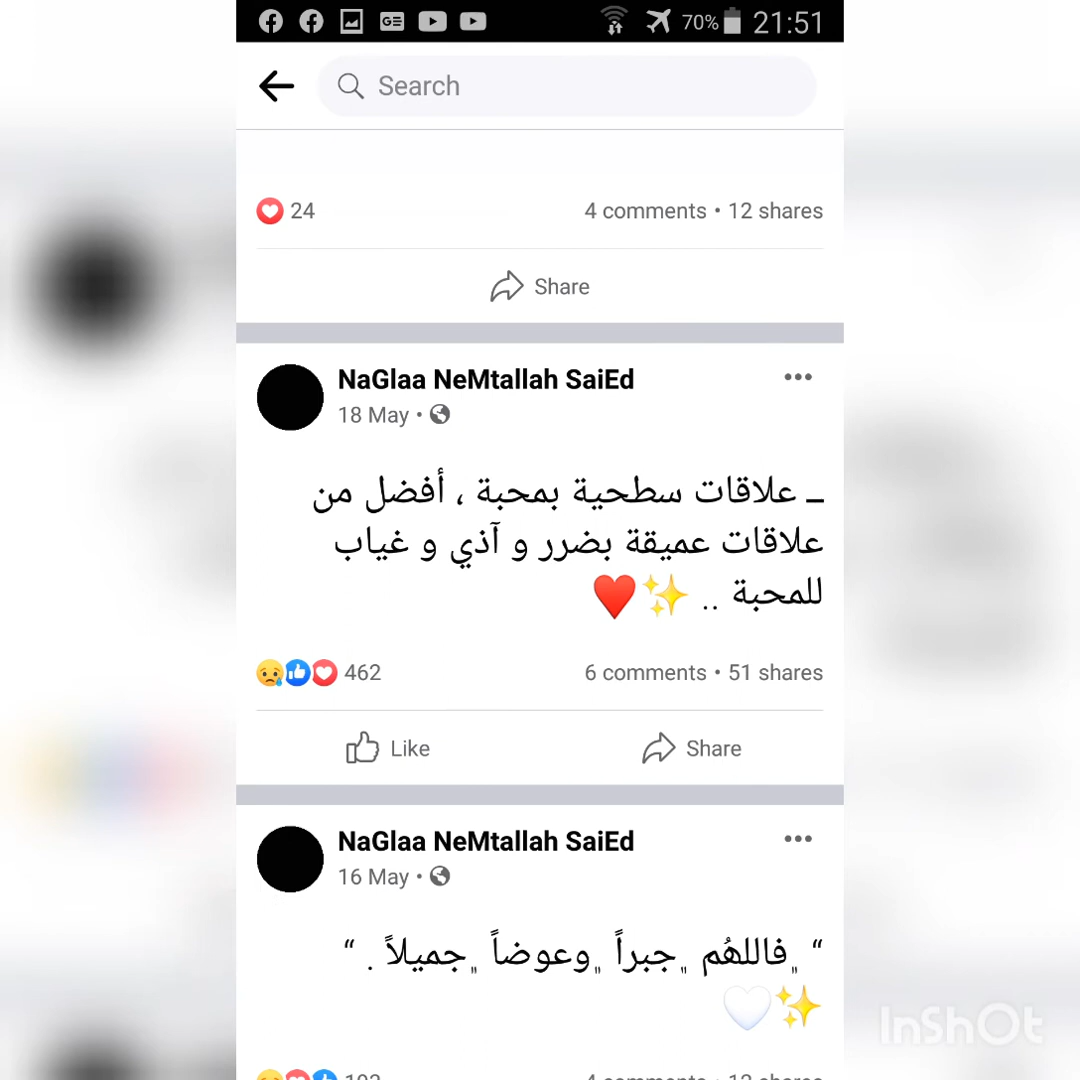 70% 21:51
Search
24 4 comments • 12 shares
Share
NaGlaa NeMtallah SaiEd
18 May •
ــ علاقات سطحية بمحبة ، أفضل من
علاقات عميقة بضرر و آذي و غياب
للمحبة .. ✨♥️
462 6 comments • 51 shares
Like Share
NaGlaa NeMtallah SaiEd
16 May •
“ ۣۗفاللهُم ۣۗجبراً ۣۗوعوضاً ۣۗجميلاً . “
✨🤍
InShOt